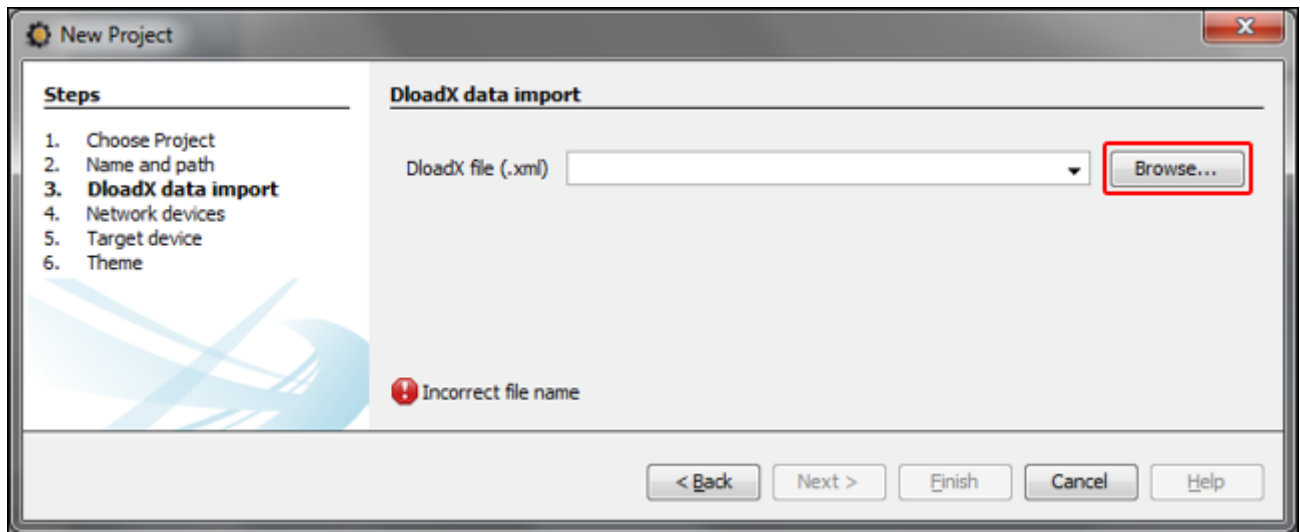 New Project
Steps
1. Choose Project
2. Name and path
3. DloadX data import
4. Network devices
5. Target device
6. Theme
DloadX data import
DloadX file (.xml)
Browse...
Incorrect file name
< Back
Next >
Finish
Cancel
Help